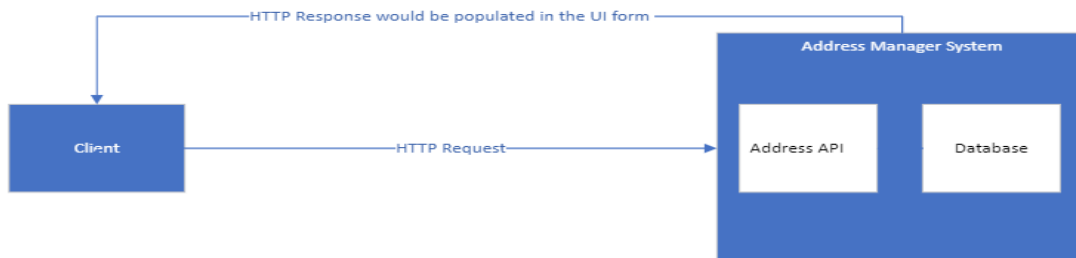 HTTP Response would be populated in the UI form
Address Manager System
Client
HTTP Request
Address API
Database